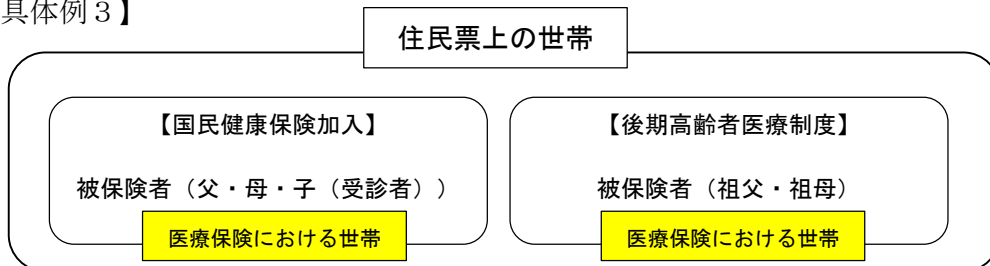 具体例３】
住民票上の世帯
【国民健康保険加入】
被保険者（父・母・子（受診者））
医療保険における世帯
【後期高齢者医療制度】
被保険者（祖父・祖母）
医療保険における世帯